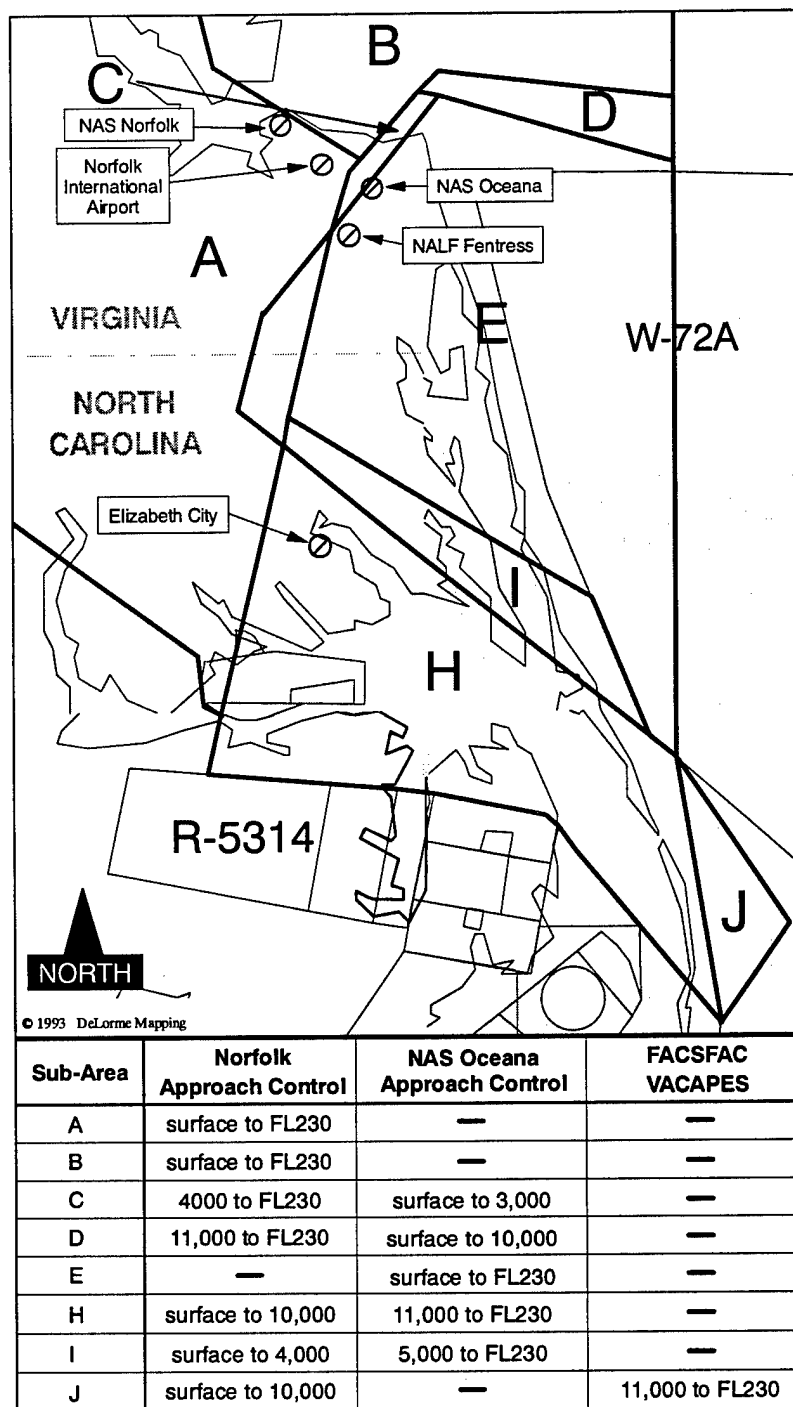 B
C
D
NAS Norfolk
Norfolk
International
Airport
NAS Oceana
NALF Fentress
A
E
VIRGINIA
W-72A
NORTH
CAROLINA
Elizabeth City
I
H
R-5314
J
NORTH
© 1993 DeLorme Mapping
Sub-Area Norfolk Approach Control NAS Oceana Approach Control FACSFAC VACAPES
A surface to FL230 — —
B surface to FL230 — —
C 4000 to FL230 surface to 3,000 —
D 11,000 to FL230 surface to 10,000 —
E — surface to FL230 —
H surface to 10,000 11,000 to FL230 —
I surface to 4,000 5,000 to FL230 —
J surface to 10,000 — 11,000 to FL230